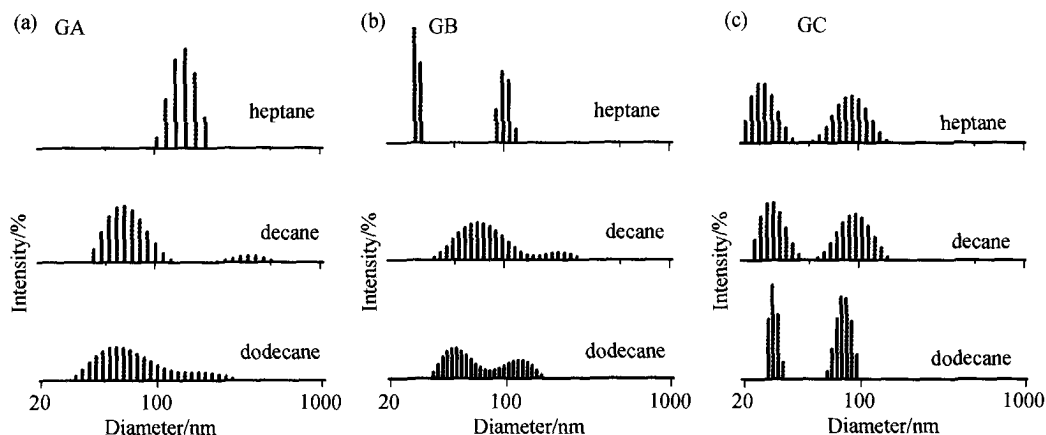 (a) GA
heptane
decane
dodecane
Intensity/%
20 100 1000
Diameter/nm
(b) GB
heptane
decane
dodecane
Intensity/%
20 100 1000
Diameter/nm
(c) GC
heptane
decane
dodecane
Intensity/%
20 100 1000
Diameter/nm